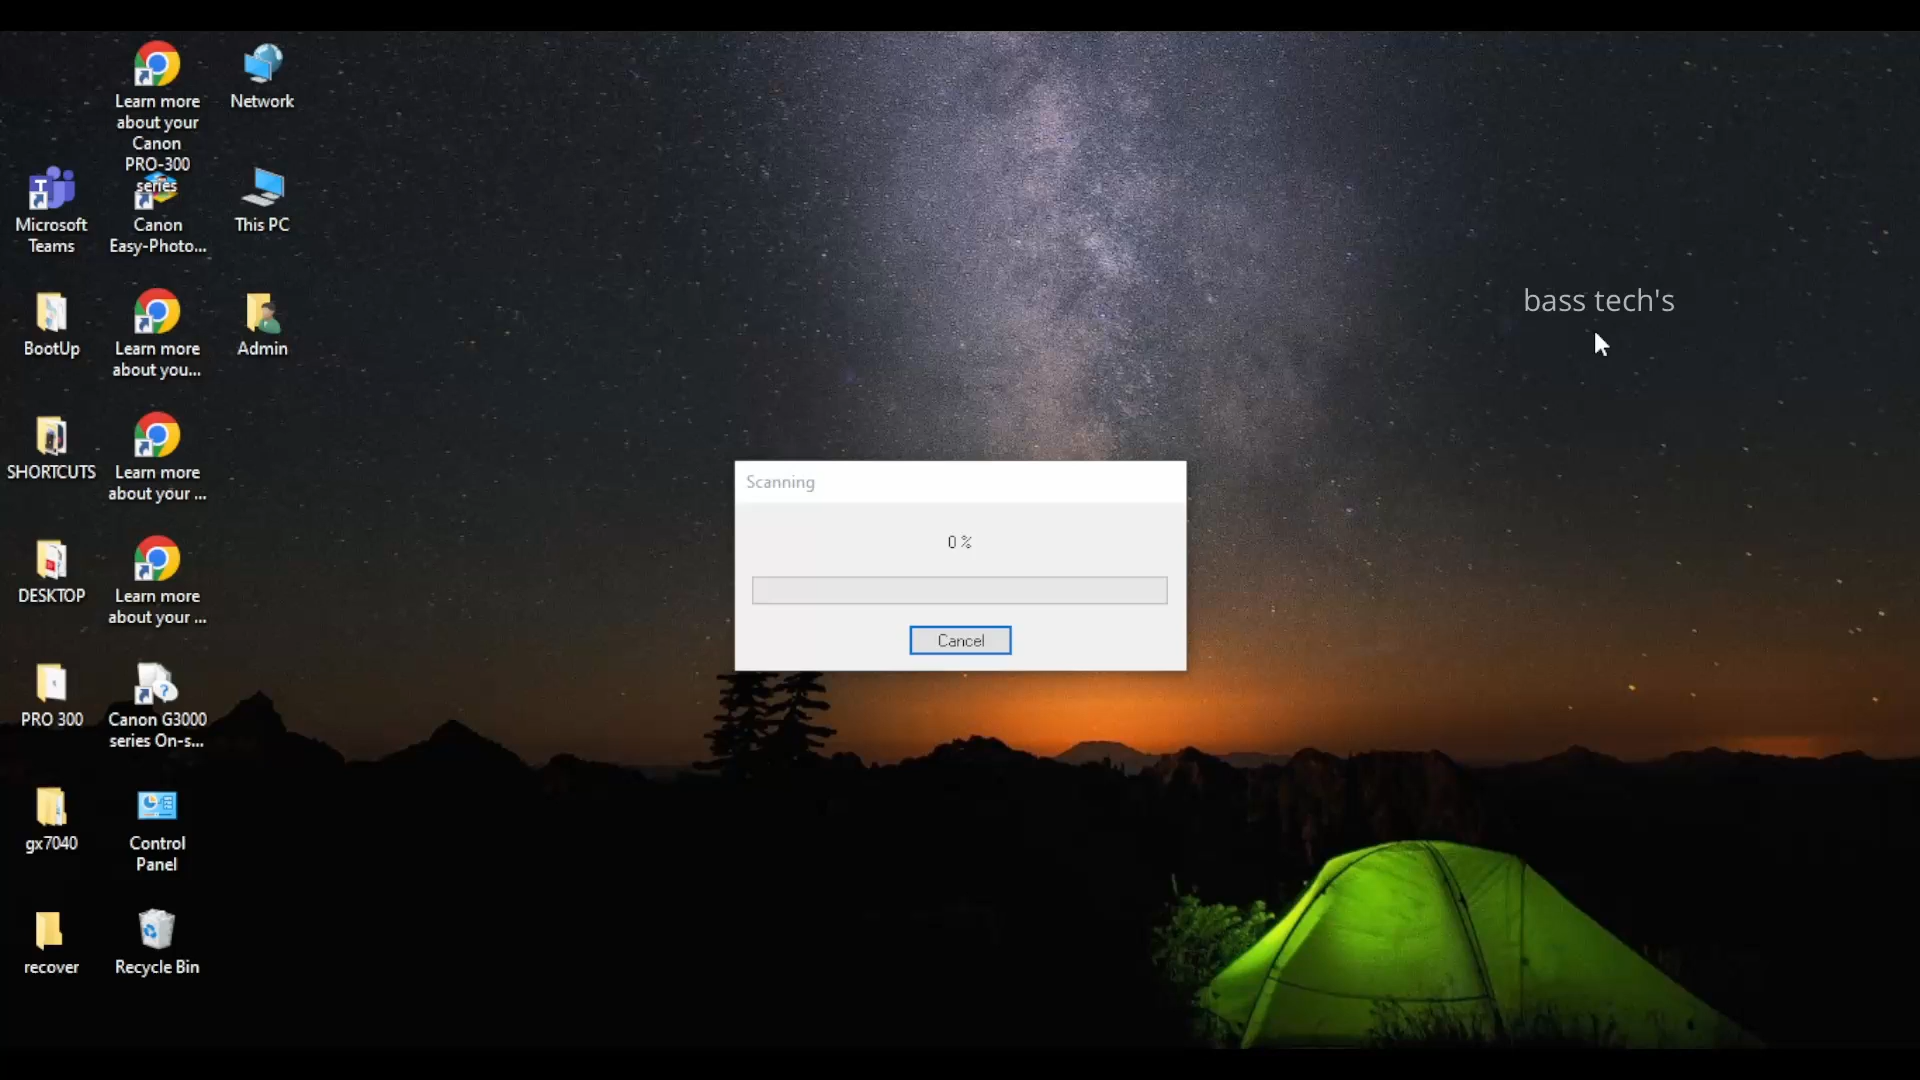 Learn more
about your
Canon
PRO-300
series
Network
Microsoft
Teams
Canon
Easy-Photo...
This PC
BootUp
Learn more
about you...
Admin
SHORTCUTS
Learn more
about your ...
DESKTOP
Learn more
about your ...
PRO 300
Canon G3000
series On-s...
gx7040
Control
Panel
recover
Recycle Bin
Scanning
0 %
Cancel
bass tech's